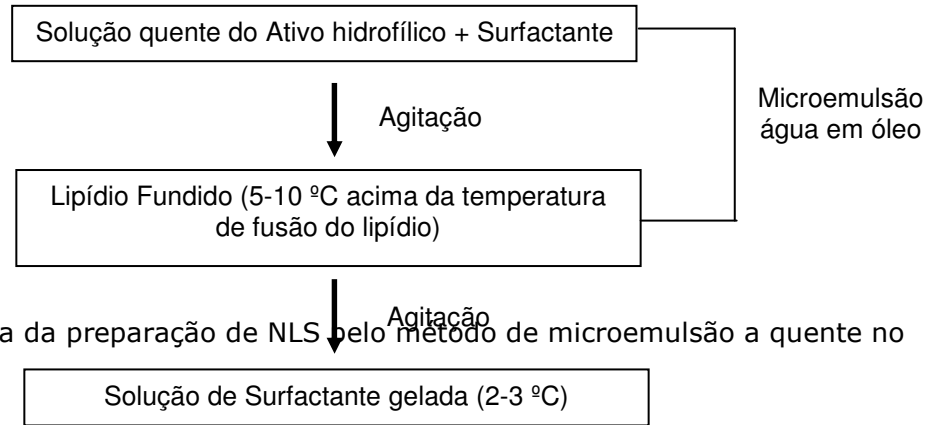 Solução quente do Ativo hidrofílico + Surfactante
Agitação
Microemulsão
água em óleo
Lipídio Fundido (5-10 ºC acima da temperatura
de fusão do lipídio)
Agitação
a da preparação de NLS pelo método de microemulsão a quente no
Solução de Surfactante gelada (2-3 ºC)